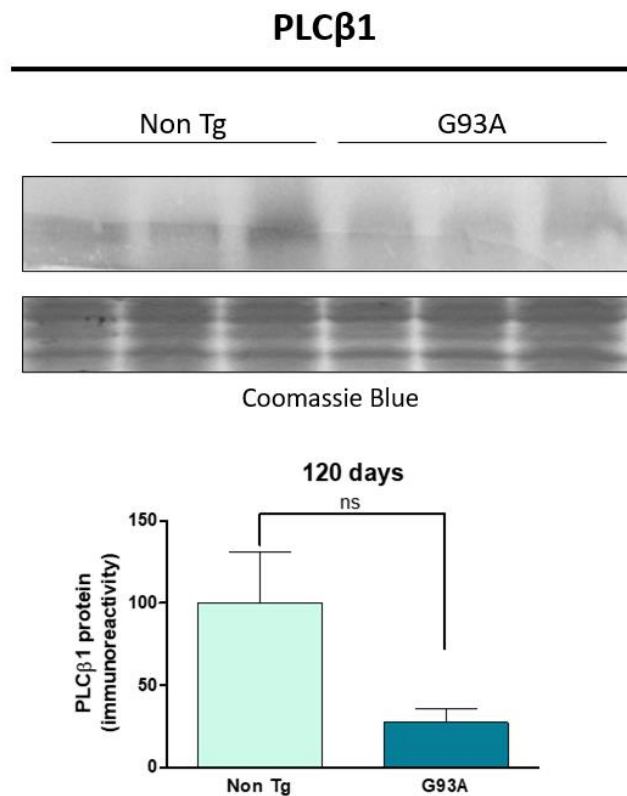 PLCβ1
Non Tg G93A
Coomassie Blue
120 days
ns
PLCβ1 protein
(immunoreactivity)
150
100
50
0
Non Tg G93A